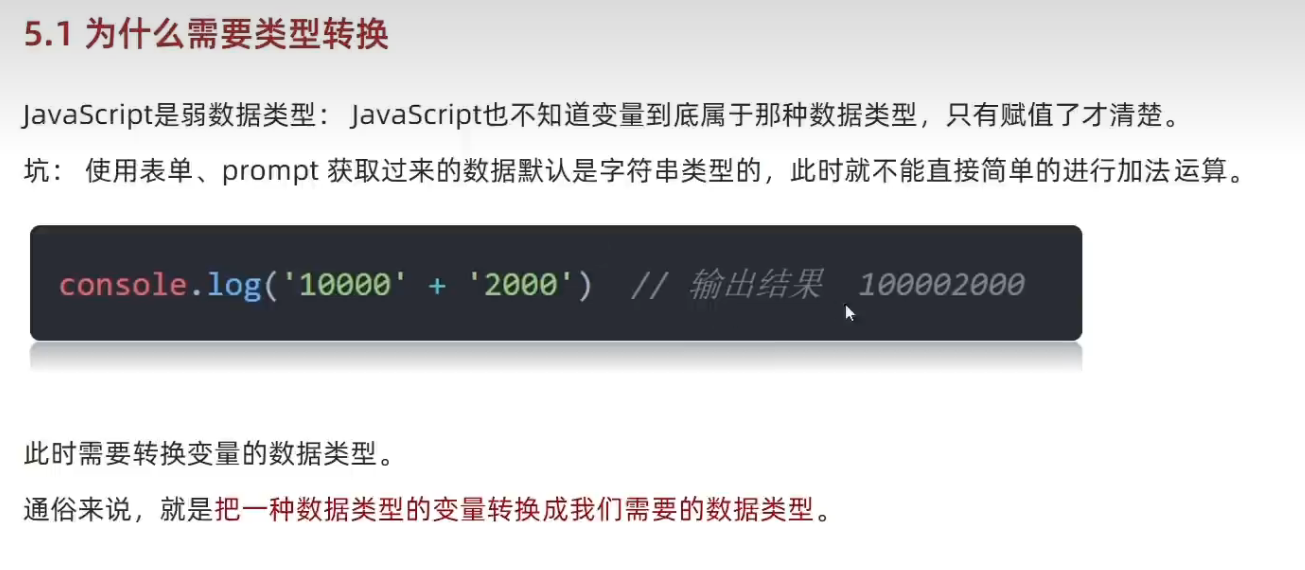 5.1 为什么需要类型转换
JavaScript是弱数据类型： JavaScript也不知道变量到底属于那种数据类型，只有赋值了才清楚。
坑： 使用表单、prompt 获取过来的数据默认是字符串类型的，此时就不能直接简单的进行加法运算。
console.log('10000' + '2000')  // 输出结果  100002000
此时需要转换变量的数据类型。
通俗来说，就是把一种数据类型的变量转换成我们需要的数据类型。